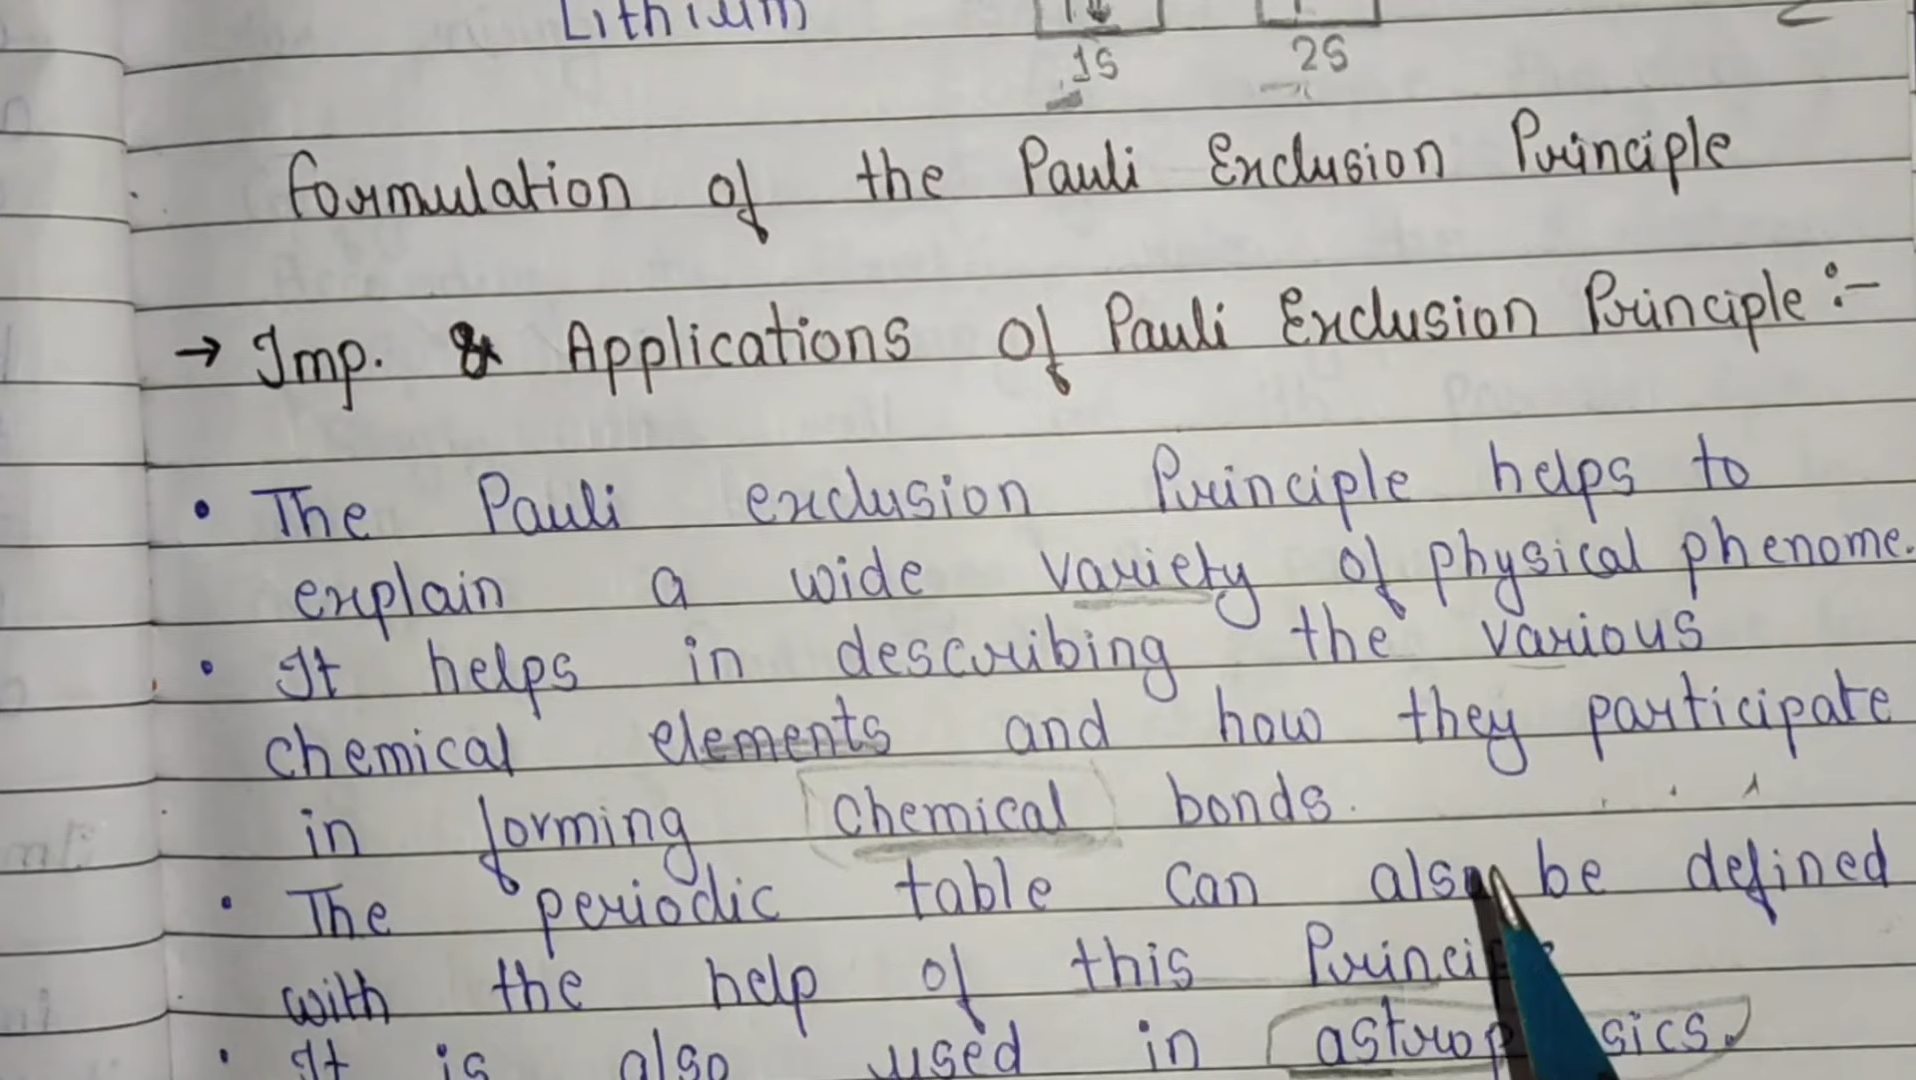 Lithium
1s 2s
formulation of the Pauli Exclusion Principle
→ Imp. & Applications of Pauli Exclusion Principle :-
• The Pauli exclusion Principle helps to
explain a wide variety of physical phenome.
• It helps in describing the various
chemical elements and how they participate
in forming chemical bonds.
• The periodic table can also be defined
with the help of this
• It is also used in